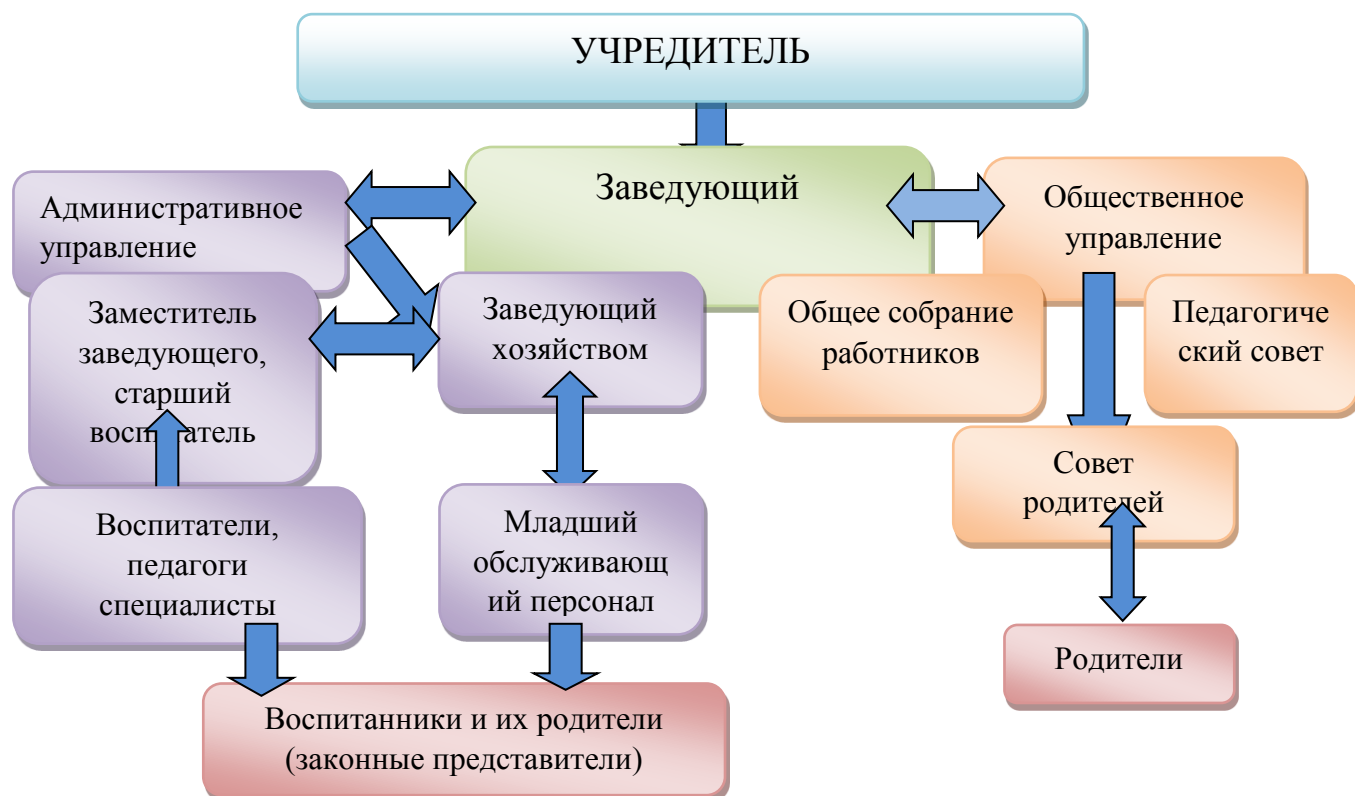 УЧРЕДИТЕЛЬ
Заведующий
Административное
управление
Общественное
управление
Заместитель
заведующего,
старший
воспитатель
Заведующий
хозяйством
Общее собрание
работников
Педагогиче
ский совет
Совет
родителей
Воспитатели,
педагоги
специалисты
Младший
обслуживающ
ий персонал
Родители
Воспитанники и их родители
(законные представители)